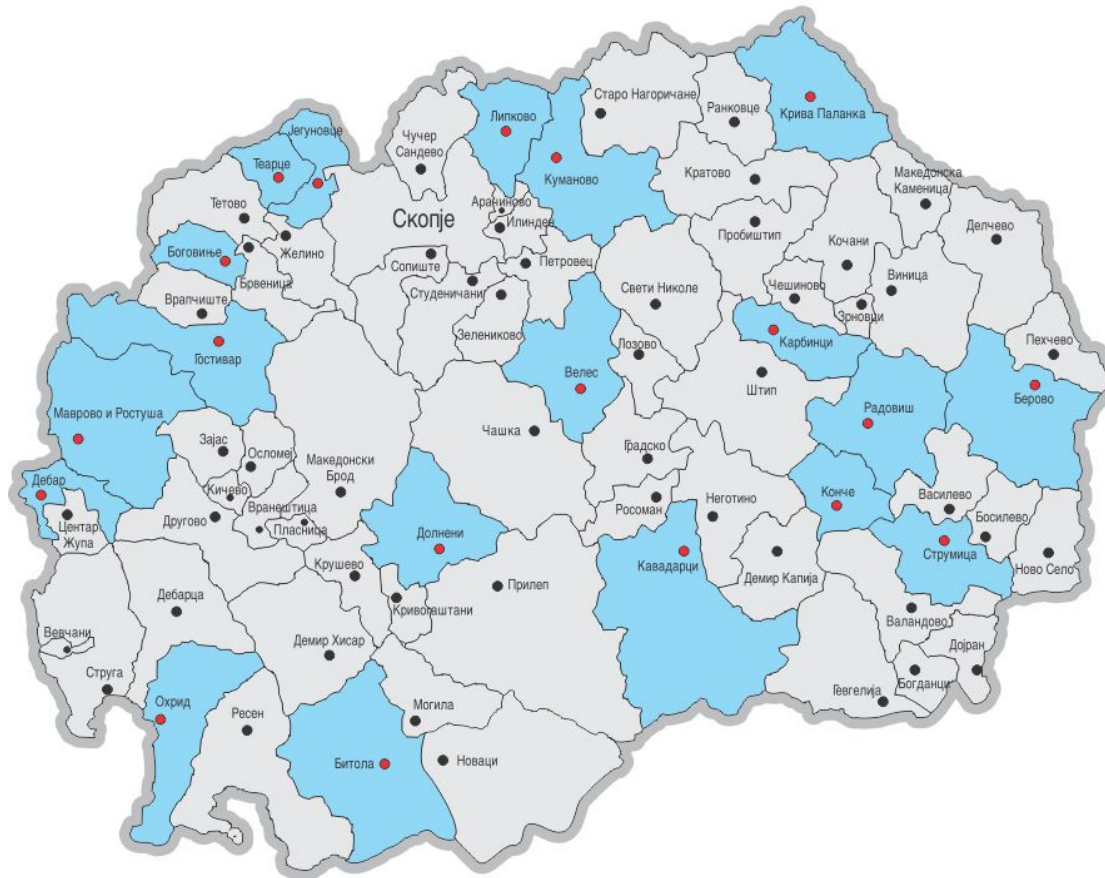 Старо Нагоричане
Ранковце
Крива Паланка
Липково
Јегуновце
Чучер
Сандево
Теарце
Куманово
Кратово
Македонска
Каменица
Тетово
Скопје
Арачиново
Илинден
Пробиштип
Делчево
Кочани
Боговиње
Желино
Сопиште
Петровец
Виница
Брвеница
Студеничани
Чешиново
Врапчиште
Свети Николе
Зрновци
Зелениково
Карбинци
Лозово
Пехчево
Гостивар
Велес
Штип
Маврово и Ростуша
Берово
Радовиш
Зајас
Чашка
Осломеј
Градско
Македонски
Брод
Дебар
Кичево
Неготино
Конче
Василево
Вранештица
Росоман
Босилево
Центар
Жупа
Другово
Пласница
Долнени
Струмица
Кавадарци
Демир Капија
Ново Село
Крушево
Прилеп
Дебарца
Кривогаштани
Валандово
Вевчани
Демир Хисар
Дојран
Струга
Богданци
Охрид
Ресен
Могила
Гевгелија
Битола
Новаци